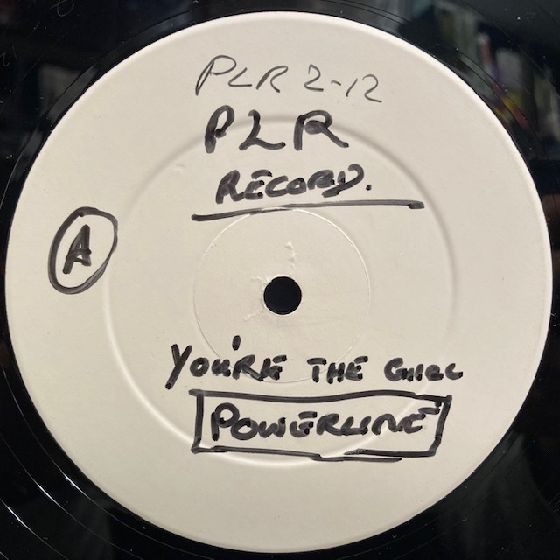 PLR 2-12
PLR
RECORD.
A
YOU'RE THE GIRL
POWERLINE